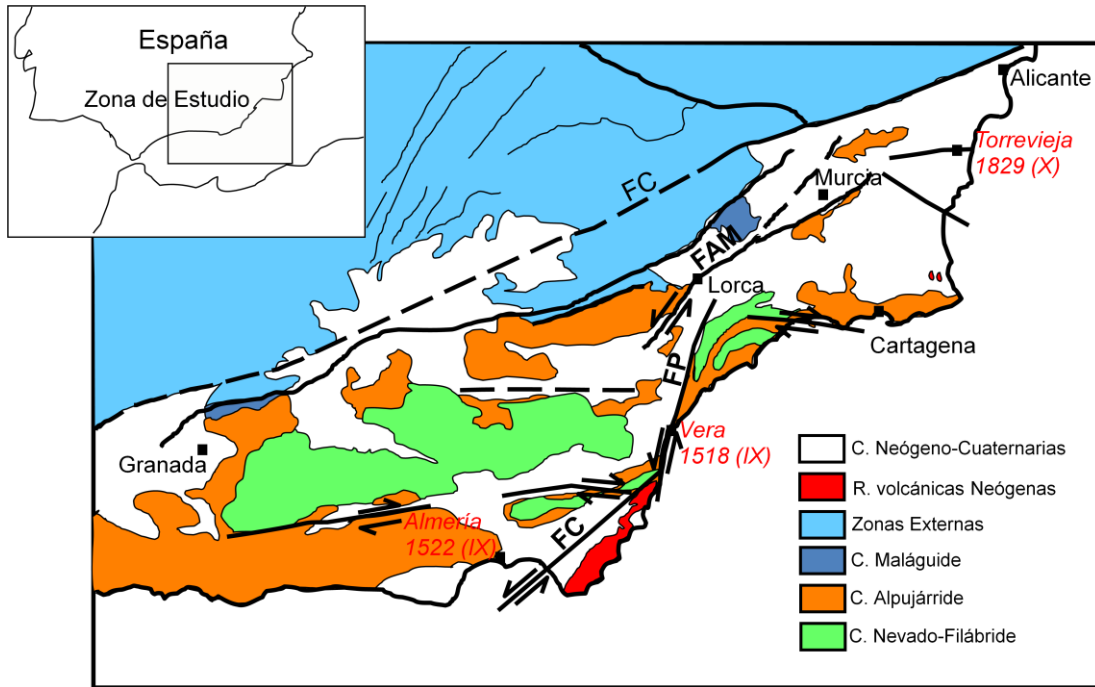 España
Zona de Estudio
Alicante
Torrevieja
1829 (X)
FC
Murcia
FAM
Lorca
Cartagena
FP
Vera
1518 (IX)
Granada
Almería
1522 (IX)
FC
C. Neógeno-Cuaternarias
R. volcánicas Neógenas
Zonas Externas
C. Maláguide
C. Alpujárride
C. Nevado-Filábride